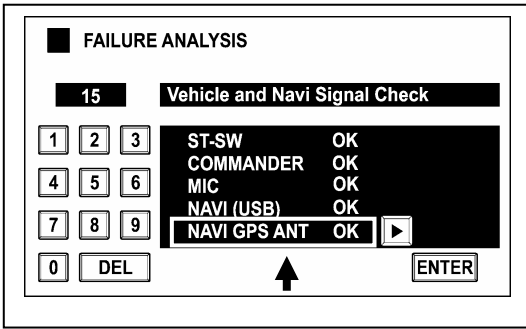 FAILURE ANALYSIS
15 Vehicle and Navi Signal Check
1 2 3
4 5 6
7 8 9
0 DEL
ST-SW OK
COMMANDER OK
MIC OK
NAVI (USB) OK
NAVI GPS ANT OK
ENTER